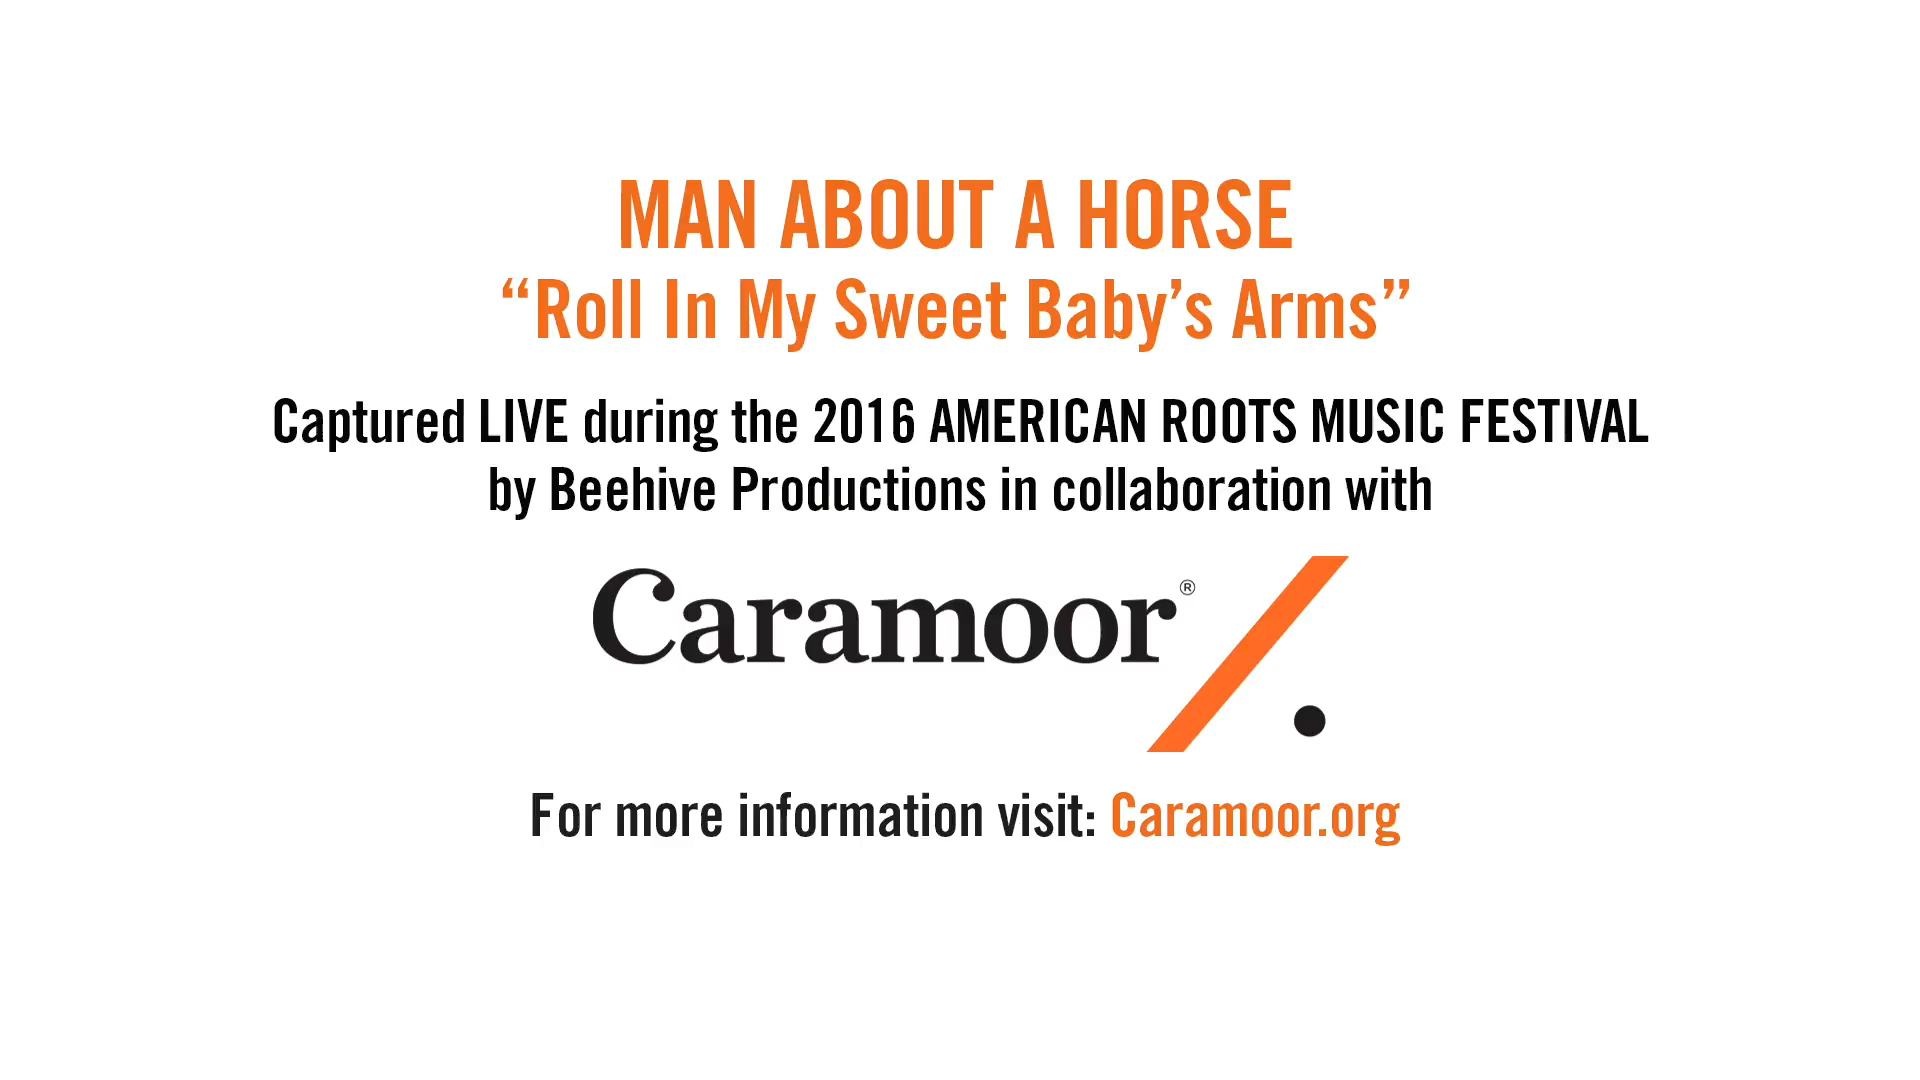 MAN ABOUT A HORSE
“Roll In My Sweet Baby’s Arms”
Captured LIVE during the 2016 AMERICAN ROOTS MUSIC FESTIVAL
by Beehive Productions in collaboration with
Caramoor®
For more information visit: Caramoor.org